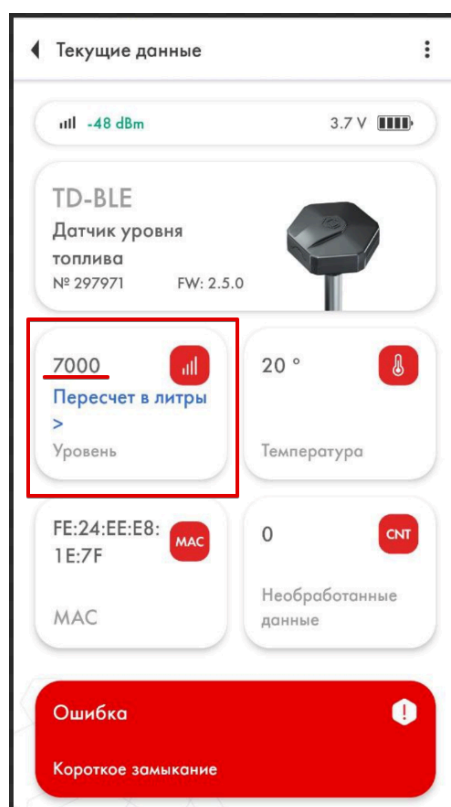 Текущие данные
-48 dBm 3.7 V
TD-BLE
Датчик уровня
топлива
№ 297971 FW: 2.5.0
7000
Пересчет в литры
>
Уровень
20 °
Температура
FE:24:EE:E8:
1E:7F
MAC
MAC
0
CNT
Необработанные
данные
Ошибка
Короткое замыкание